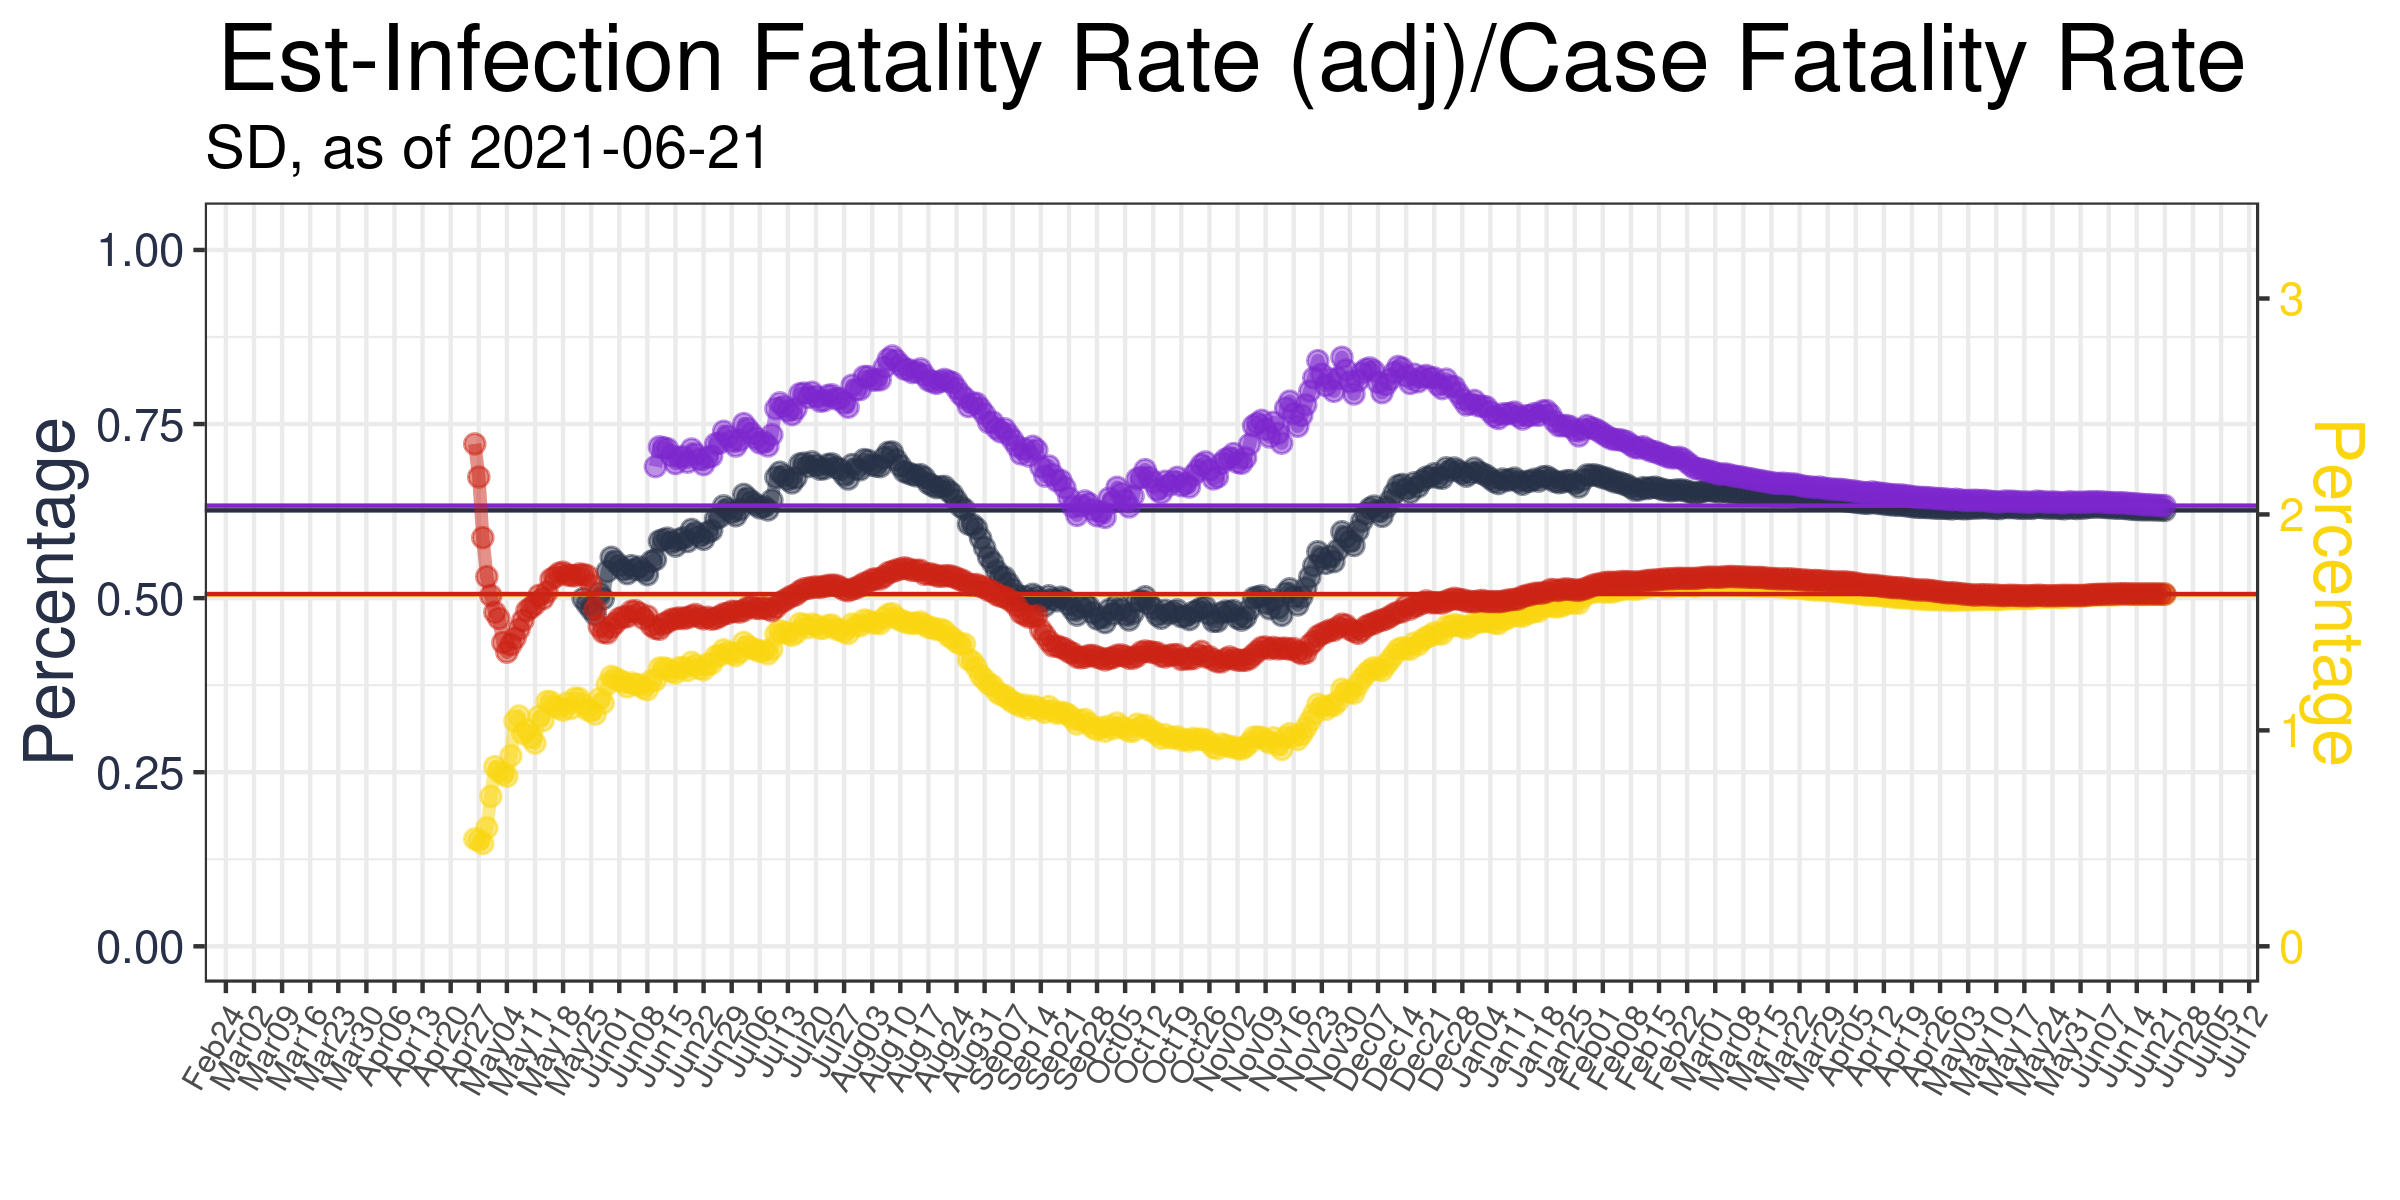 Est-Infection Fatality Rate (adj)/Case Fatality Rate
SD, as of 2021-06-21
Percentage
1.00
0.75
0.50
0.25
0.00
3
2
1
0
Percentage
Feb24
Mar02
Mar09
Mar16
Mar23
Mar30
Apr06
Apr13
Apr20
Apr27
May04
May11
May18
May25
Jun01
Jun08
Jun15
Jun22
Jun29
Jul06
Jul13
Jul20
Jul27
Aug03
Aug10
Aug17
Aug24
Aug31
Sep07
Sep14
Sep21
Sep28
Oct05
Oct12
Oct19
Oct26
Nov02
Nov09
Nov16
Nov23
Nov30
Dec07
Dec14
Dec21
Dec28
Jan04
Jan11
Jan18
Jan25
Feb01
Feb08
Feb15
Feb22
Mar01
Mar08
Mar15
Mar22
Mar29
Apr05
Apr12
Apr19
Apr26
May03
May10
May17
May24
May31
Jun07
Jun14
Jun21
Jun28
Jul05
Jul12